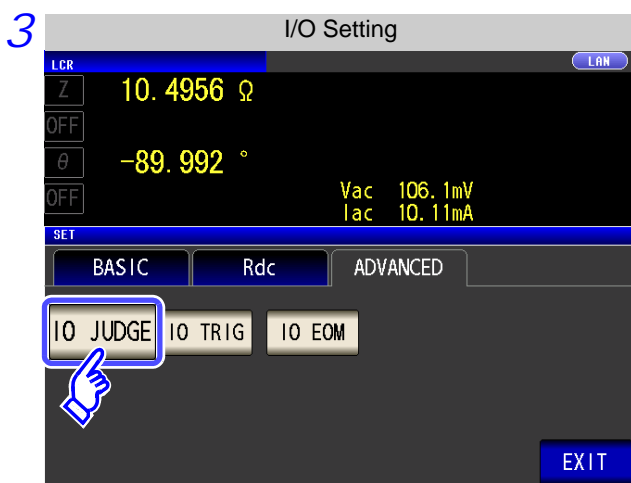 3
I/O Setting
LCR
LAN
Z 10.4956 Ω
OFF
θ -89.992 °
OFF
Vac 106.1mV
Iac 10.11mA
SET
BASIC Rdc ADVANCED
IO JUDGE IO TRIG IO EOM
EXIT